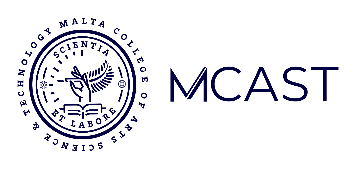 MALTA COLLEGE OF ARTS SCIENCE & TECHNOLOGY
SCIENTIA
ET LABORE
MCAST